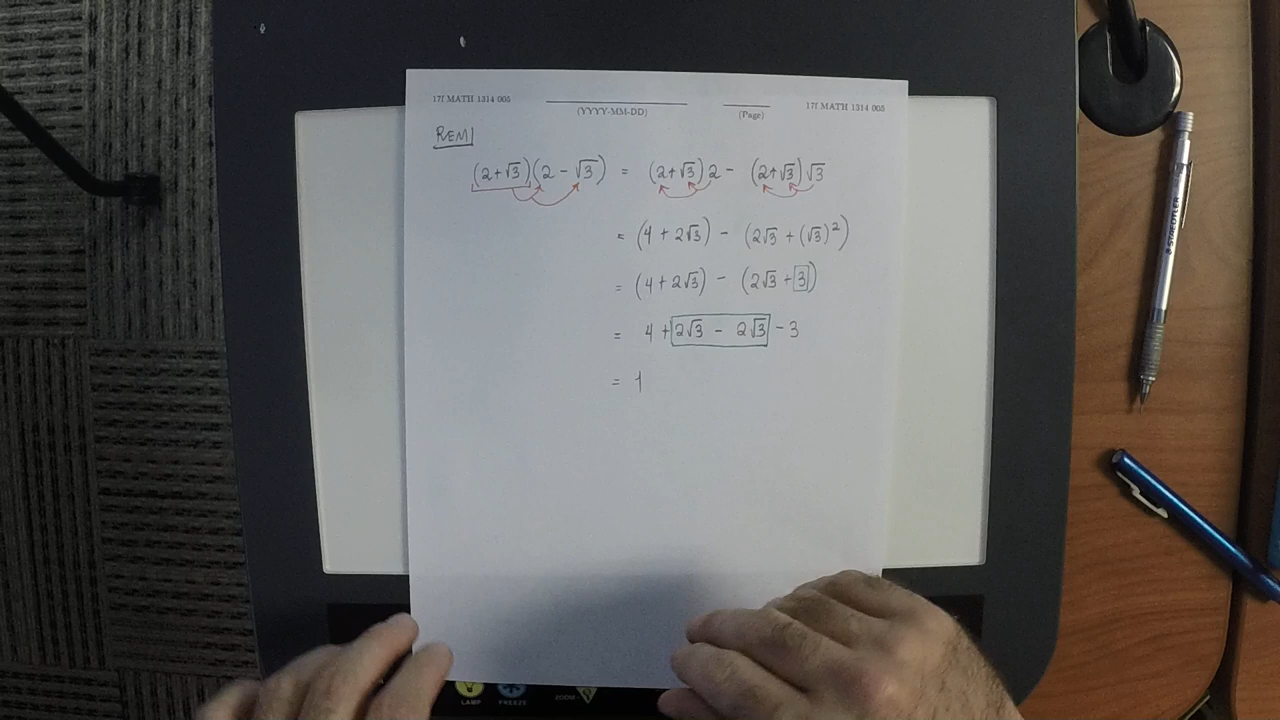 17f MATH 1314 005
(YYYY-MM-DD)
(Page)
17f MATH 1314 005
REM
(2+√3)(2-√3) = (2+√3)2 - (2+√3)√3
= (4+2√3) - (2√3+(√3)²)
= (4+2√3) - (2√3+3)
= 4+2√3 - 2√3 -3
= 1
STAEDTLER
LAMP
FREEZE
ZOOM